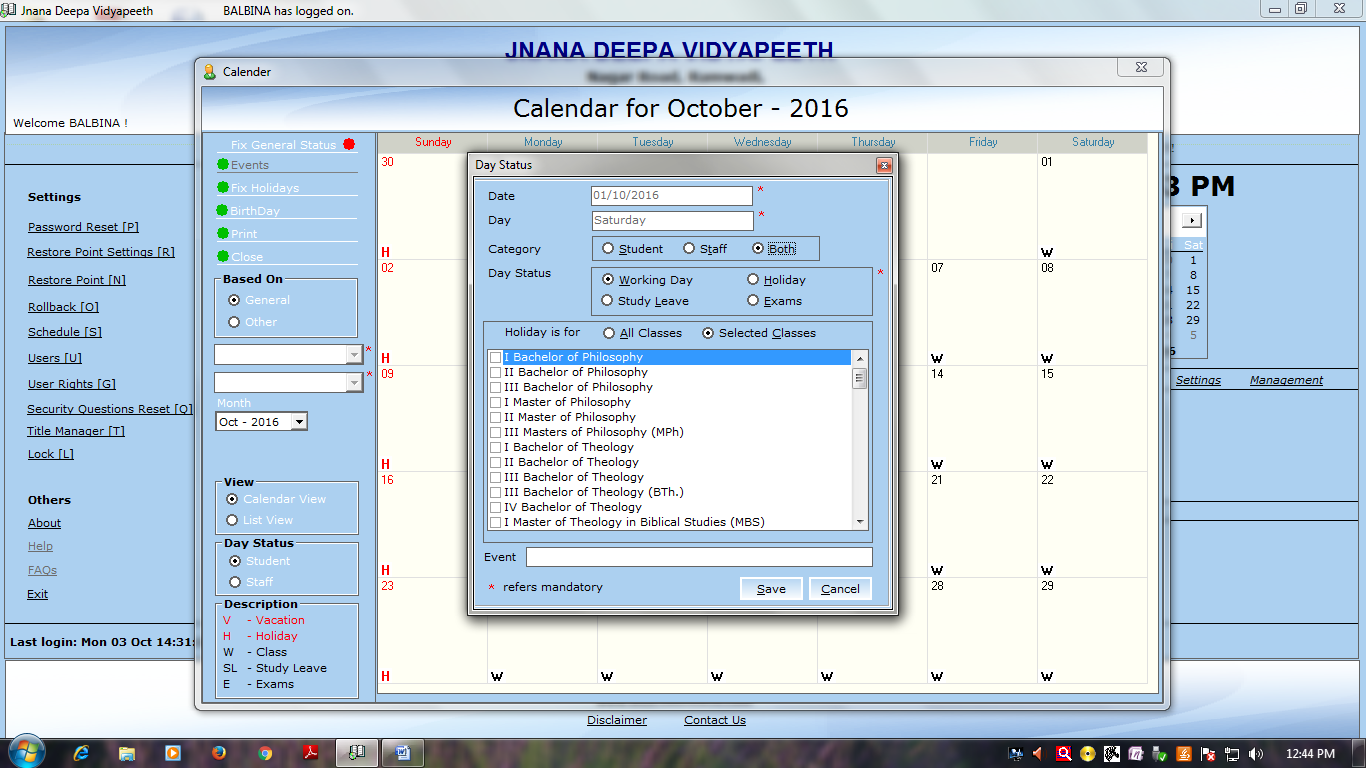 Jnana Deepa Vidyapeeth BALBINA has logged on.
JNANA DEEPA VIDYAPEETH
Welcome BALBINA !
Settings
Password Reset [P]
Restore Point Settings [R]
Restore Point [N]
Rollback [O]
Schedule [S]
Users [U]
User Rights [G]
Security Questions Reset [Q]
Title Manager [T]
Lock [L]
Others
About
Help
FAQs
Exit
Last login: Mon 03 Oct 14:31:
Calender
Calendar for October - 2016
Fix General Status
Events
Fix Holidays
BirthDay
Print
Close
Based On
General
Other
*
*
Month
Oct - 2016
View
Calendar View
List View
Day Status
Student
Staff
Description
V - Vacation
H - Holiday
W - Class
SL - Study Leave
E - Exams
Sunday Monday Tuesday Wednesday Thursday Friday Saturday
30 01
H W
02 07 08
H W W
09 14 15
H W W
16 21 22
H W W
23 28 29
H W W W W W W
Day Status
Date 01/10/2016 *
Day Saturday *
Category Student Staff Both
Day Status Working Day Holiday *
Study Leave Exams
Holiday is for All Classes Selected Classes
I Bachelor of Philosophy
II Bachelor of Philosophy
III Bachelor of Philosophy
I Master of Philosophy
II Master of Philosophy
III Masters of Philosophy (MPh)
I Bachelor of Theology
II Bachelor of Theology
III Bachelor of Theology
III Bachelor of Theology (BTh.)
IV Bachelor of Theology
I Master of Theology in Biblical Studies (MBS)
Event
* refers mandatory
Save Cancel
PM
Sat
1
8
15
22
29
5
Settings Management
Disclaimer Contact Us
12:44 PM